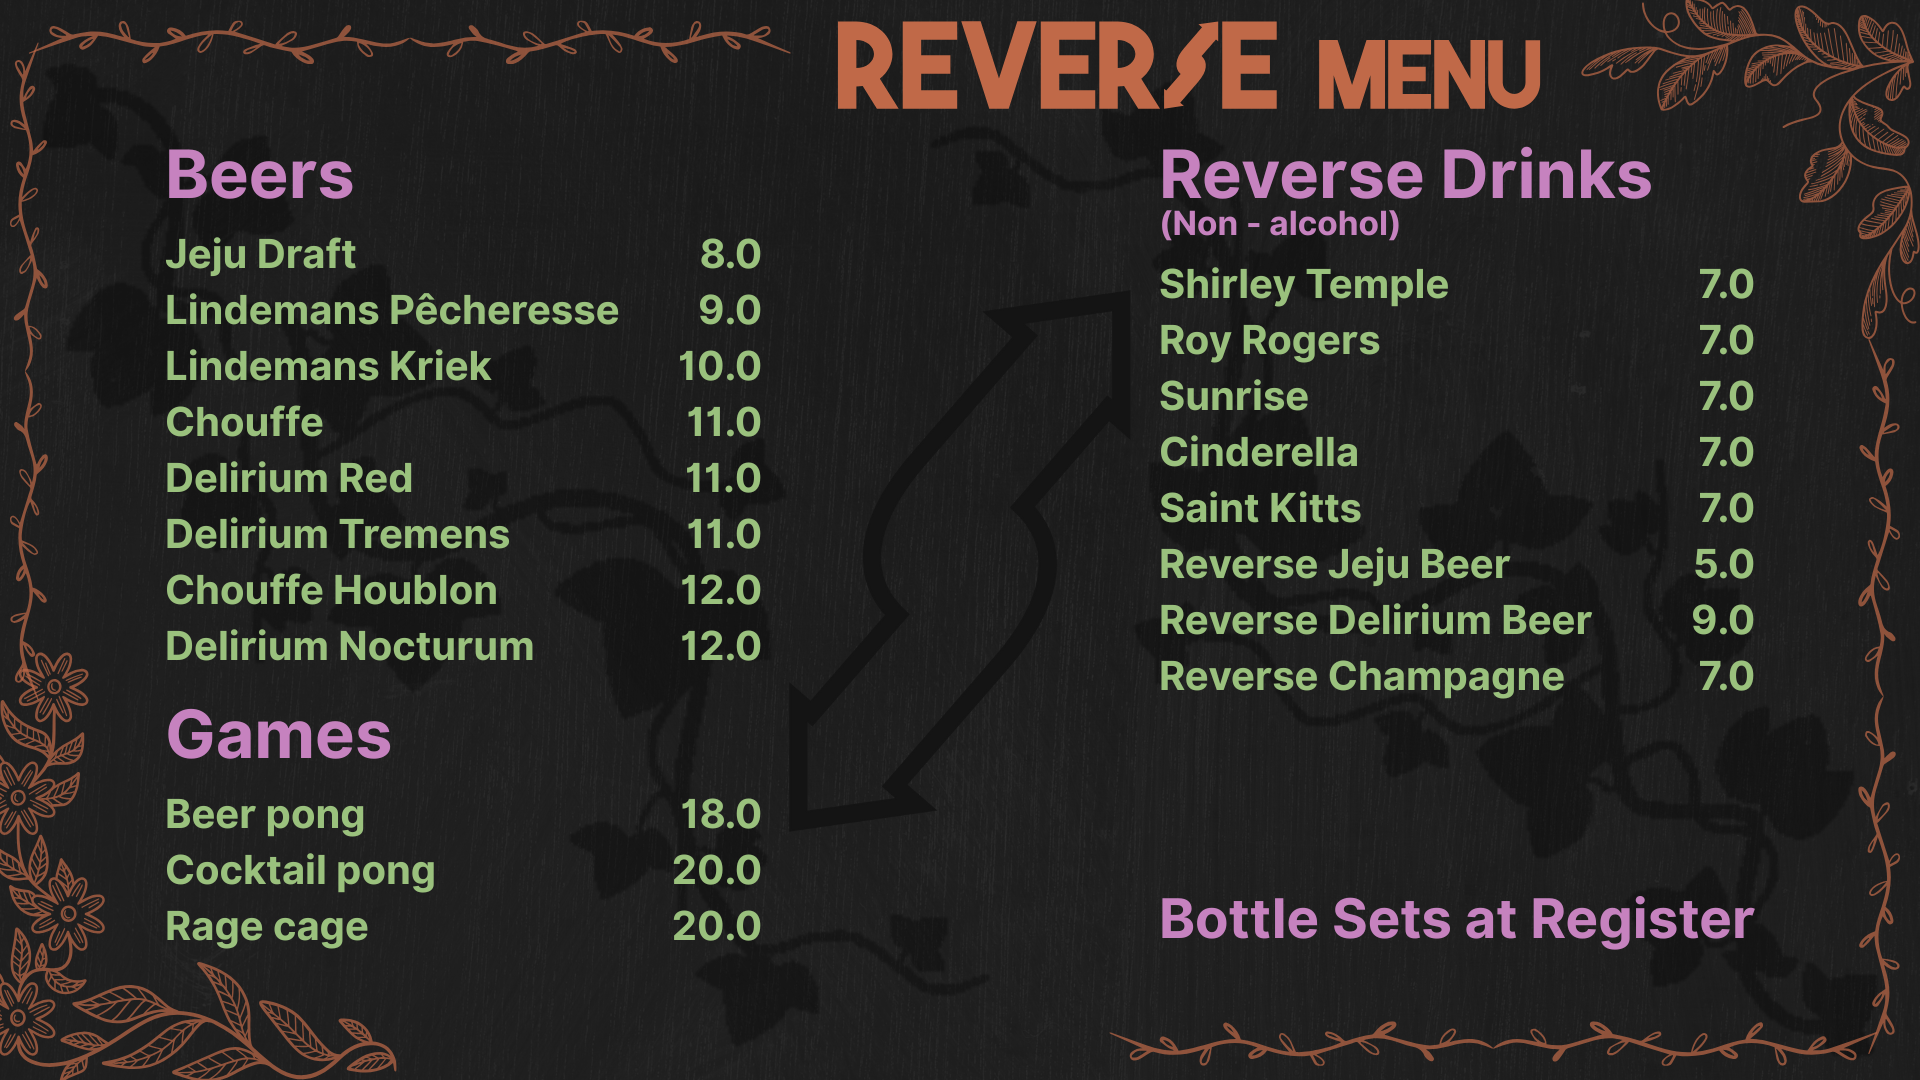 REVERSE MENU
Beers
Jeju Draft 8.0
Lindemans Pêcheresse 9.0
Lindemans Kriek 10.0
Chouffe 11.0
Delirium Red 11.0
Delirium Tremens 11.0
Chouffe Houblon 12.0
Delirium Nocturum 12.0
Games
Beer pong 18.0
Cocktail pong 20.0
Rage cage 20.0
Reverse Drinks
(Non - alcohol)
Shirley Temple 7.0
Roy Rogers 7.0
Sunrise 7.0
Cinderella 7.0
Saint Kitts 7.0
Reverse Jeju Beer 5.0
Reverse Delirium Beer 9.0
Reverse Champagne 7.0
Bottle Sets at Register